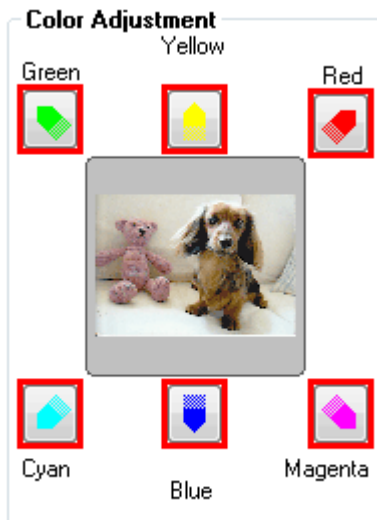 Color Adjustment
Yellow
Green
Red
Cyan
Magenta
Blue